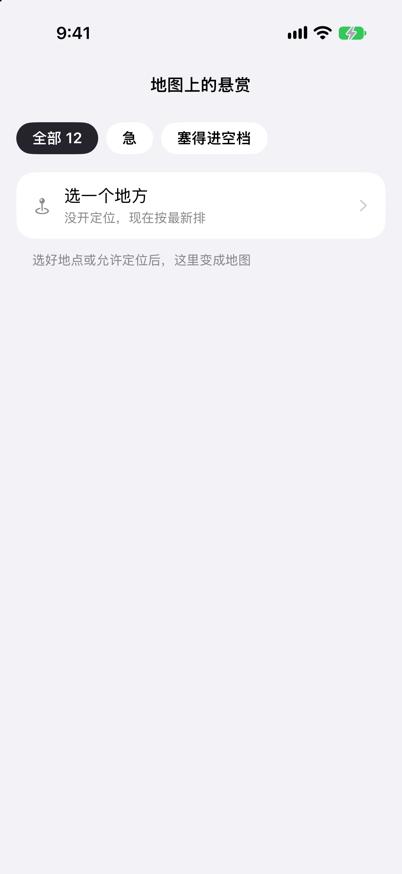 9:41
地图上的悬赏
全部 12
急
塞得进空档
选一个地方
没开定位，现在按最新排
选好地点或允许定位后，这里变成地图